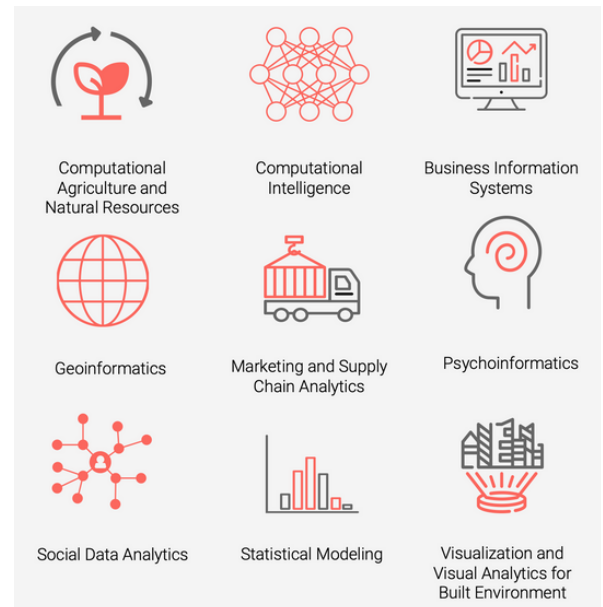 Computational
Agriculture and
Natural Resources
Computational
Intelligence
Business Information
Systems
Geoinformatics
Marketing and Supply
Chain Analytics
Psychoinformatics
Social Data Analytics
Statistical Modeling
Visualization and
Visual Analytics for
Built Environment